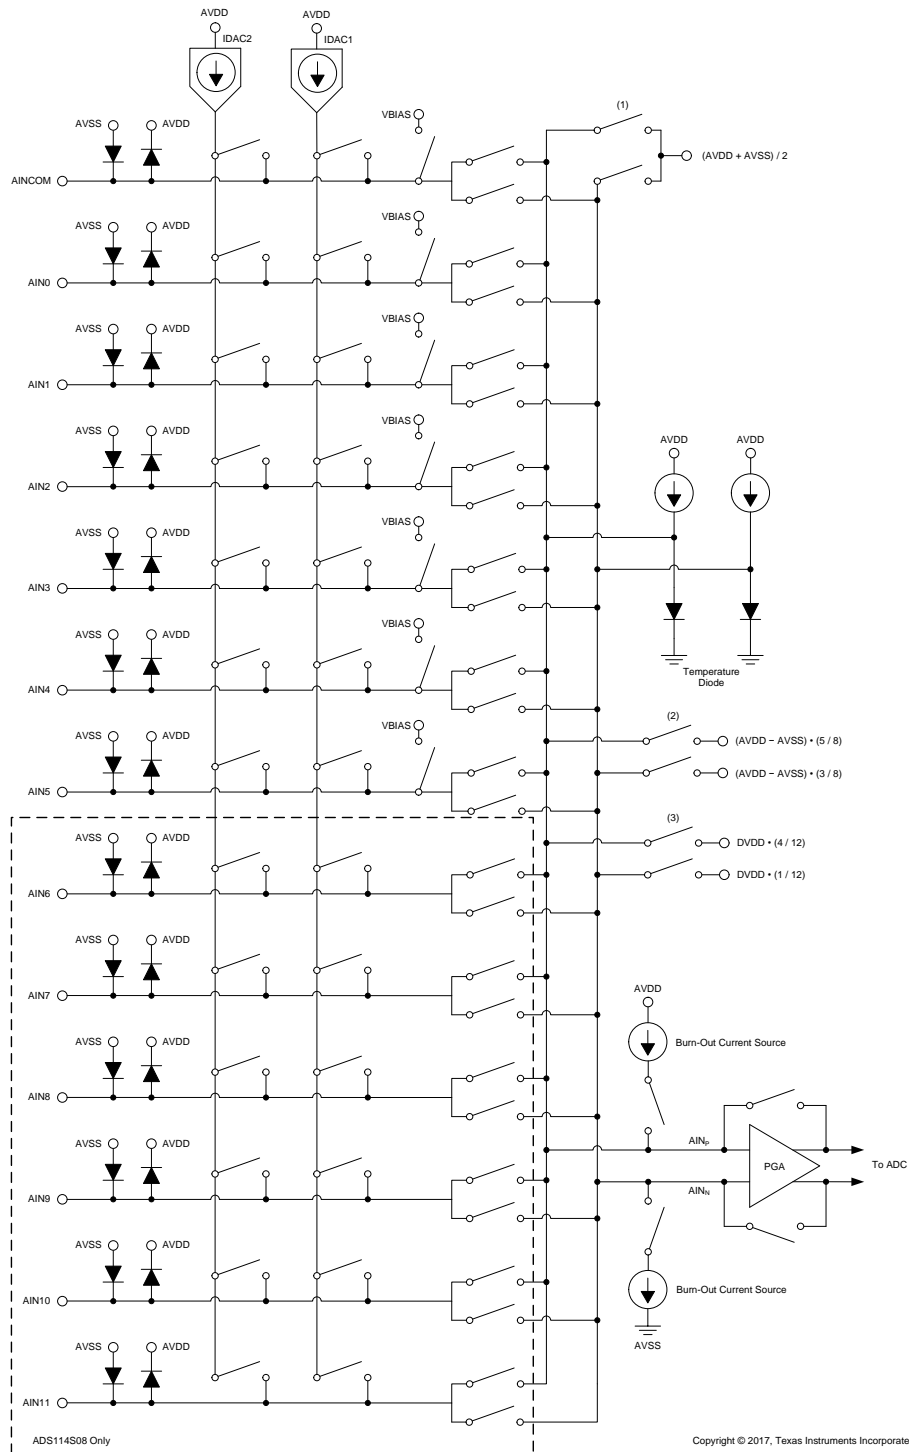 AVDD
AVDD
IDAC2
IDAC1
(1)
VBIAS
AVSS
AVDD
(AVDD + AVSS) / 2
AINCOM
VBIAS
AVSS
AVDD
AIN0
VBIAS
AVSS
AVDD
AIN1
VBIAS
AVSS
AVDD
AVDD
AVDD
AIN2
VBIAS
AVSS
AVDD
AIN3
VBIAS
AVSS
AVDD
Temperature
Diode
AIN4
VBIAS
(2)
AVSS
AVDD
(AVDD − AVSS) • (5 / 8)
(AVDD − AVSS) • (3 / 8)
AIN5
(3)
AVSS
AVDD
DVDD • (4 / 12)
DVDD • (1 / 12)
AIN6
AVSS
AVDD
AIN7
AVDD
AVSS
AVDD
Burn-Out Current Source
AIN8
AVSS
AVDD
AINP
PGA
To ADC
AINN
AIN9
AVSS
AVDD
Burn-Out Current Source
AIN10
AVSS
AVSS
AVDD
AIN11
ADS114S08 Only
Copyright © 2017, Texas Instruments Incorporate